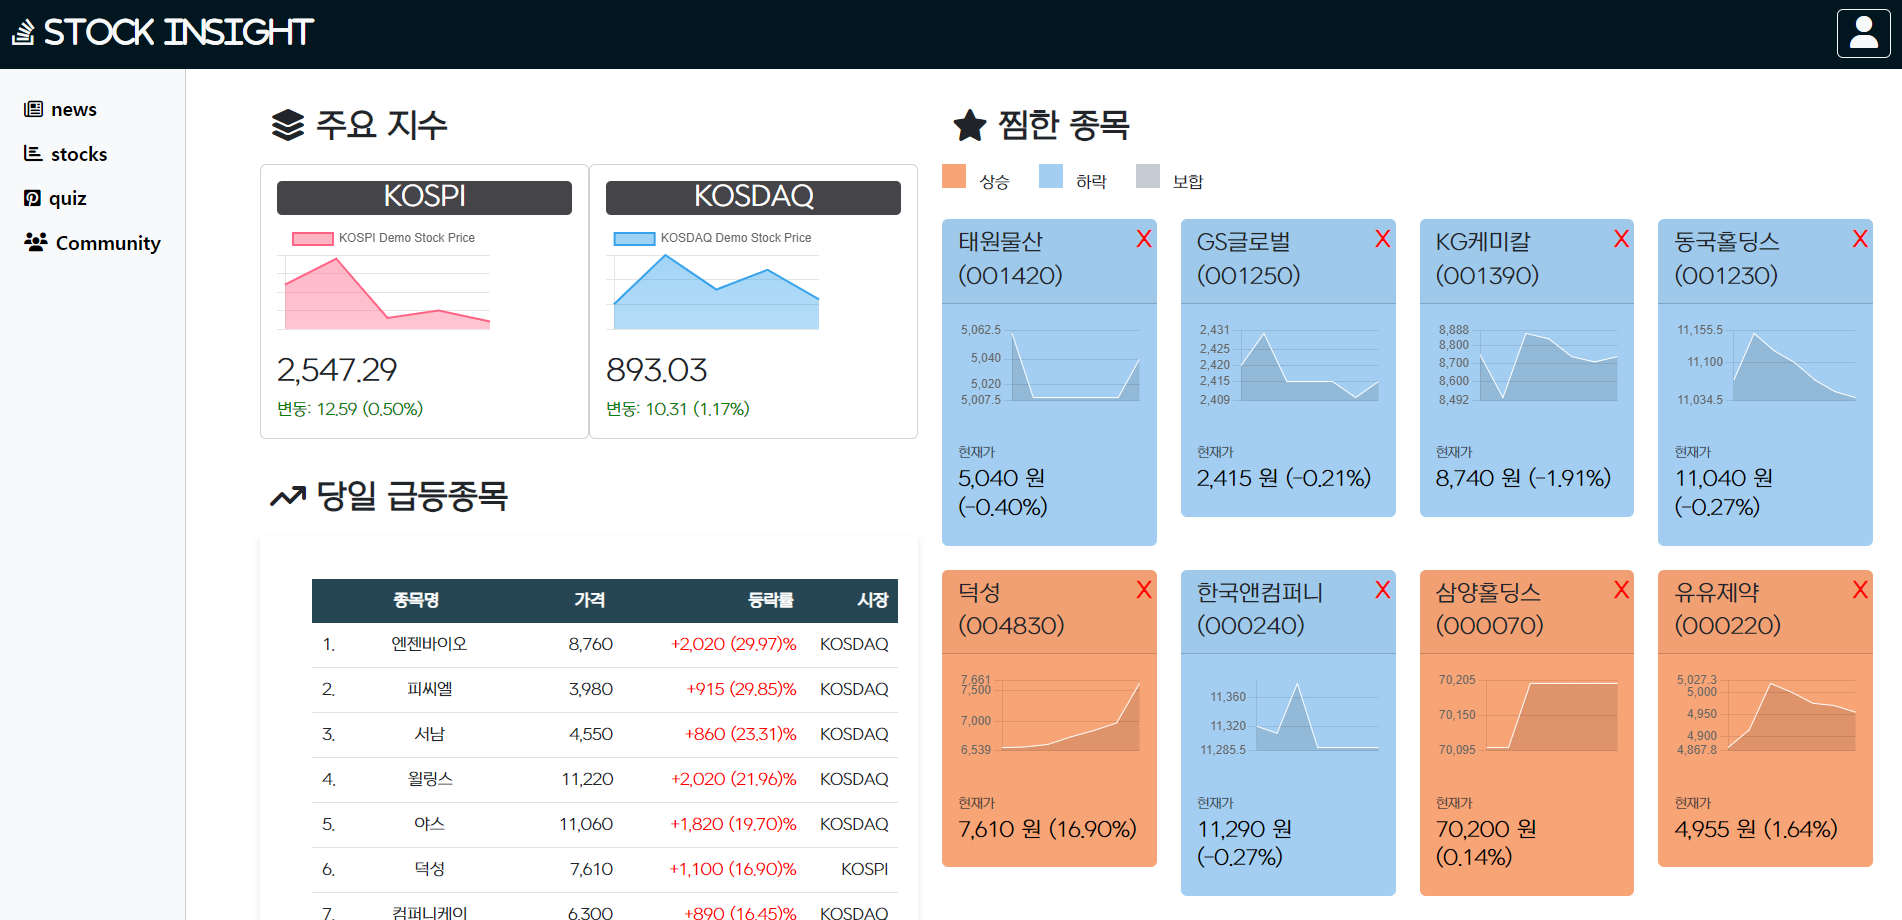 STOCK INSIGHT
news
stocks
quiz
Community
주요 지수
KOSPI
KOSPI Demo Stock Price
2,547.29
변동: 12.59 (0.50%)
KOSDAQ
KOSDAQ Demo Stock Price
893.03
변동: 10.31 (1.17%)
당일 급등종목
종목명 가격 등락률 시장
1. 엔젠바이오 8,760 +2,020 (29.97)% KOSDAQ
2. 피씨엘 3,980 +915 (29.85)% KOSDAQ
3. 서남 4,550 +860 (23.31)% KOSDAQ
4. 윌링스 11,220 +2,020 (21.96)% KOSDAQ
5. 야스 11,060 +1,820 (19.70)% KOSDAQ
6. 덕성 7,610 +1,100 (16.90)% KOSPI
7. 컴퍼니케이 6,300 +890 (16.45)% KOSDAQ
찜한 종목
상승 하락 보합
태원물산 X
(001420)
5,062.5
5,040
5,020
5,007.5
현재가
5,040 원
(-0.40%)
GS글로벌 X
(001250)
2,431
2,425
2,420
2,415
2,409
현재가
2,415 원 (-0.21%)
KG케미칼 X
(001390)
8,888
8,800
8,700
8,600
8,492
현재가
8,740 원 (-1.91%)
동국홀딩스 X
(001230)
11,155.5
11,100
11,034.5
현재가
11,040 원
(-0.27%)
덕성 X
(004830)
7,661
7,500
7,000
6,539
현재가
7,610 원 (16.90%)
한국앤컴퍼니 X
(000240)
11,360
11,320
11,285.5
현재가
11,290 원
(-0.27%)
삼양홀딩스 X
(000070)
70,205
70,150
70,095
현재가
70,200 원
(0.14%)
유유제약 X
(000220)
5,027.3
5,000
4,950
4,900
4,867.8
현재가
4,955 원 (1.64%)